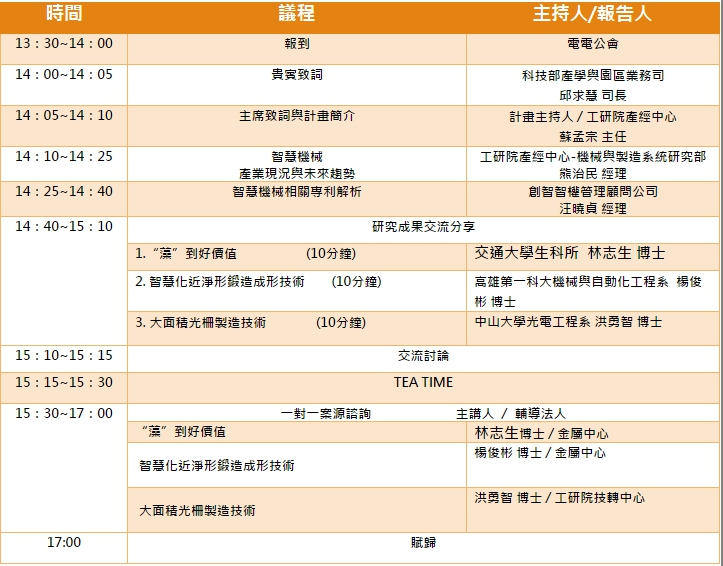 時間 議程 主持人/報告人
13：30~14：00 報到 電電公會
14：00~14：05 貴賓致詞 科技部產學與園區業務司
邱求慧 司長
14：05~14：10 主席致詞與計畫簡介 計畫主持人 / 工研院產經中心
蘇孟宗 主任
14：10~14：25 智慧機械 工研院產經中心-機械與製造系統研究部
產業現況與未來趨勢 熊治民 經理
14：25~14：40 智慧機械相關專利解析 創智智權管理顧問公司
汪曉貞 經理
14：40~15：10 研究成果交流分享
1.“藻”到好價值 (10分鐘) 交通大學生科所 林志生 博士
2. 智慧化近淨形鍛造成形技術 (10分鐘) 高雄第一科大機械與自動化工程系 楊俊
彬 博士
3. 大面積光柵製造技術 (10分鐘) 中山大學光電工程系 洪勇智 博士
15：10~15：15 交流討論
15：15~15：30 TEA TIME
15：30~17：00 一對一案源諮詢 主講人 / 輔導法人
“藻”到好價值 林志生博士 / 金屬中心
智慧化近淨形鍛造成形技術 楊俊彬 博士 / 金屬中心
大面積光柵製造技術 洪勇智 博士 / 工研院技轉中心
17:00 賦歸